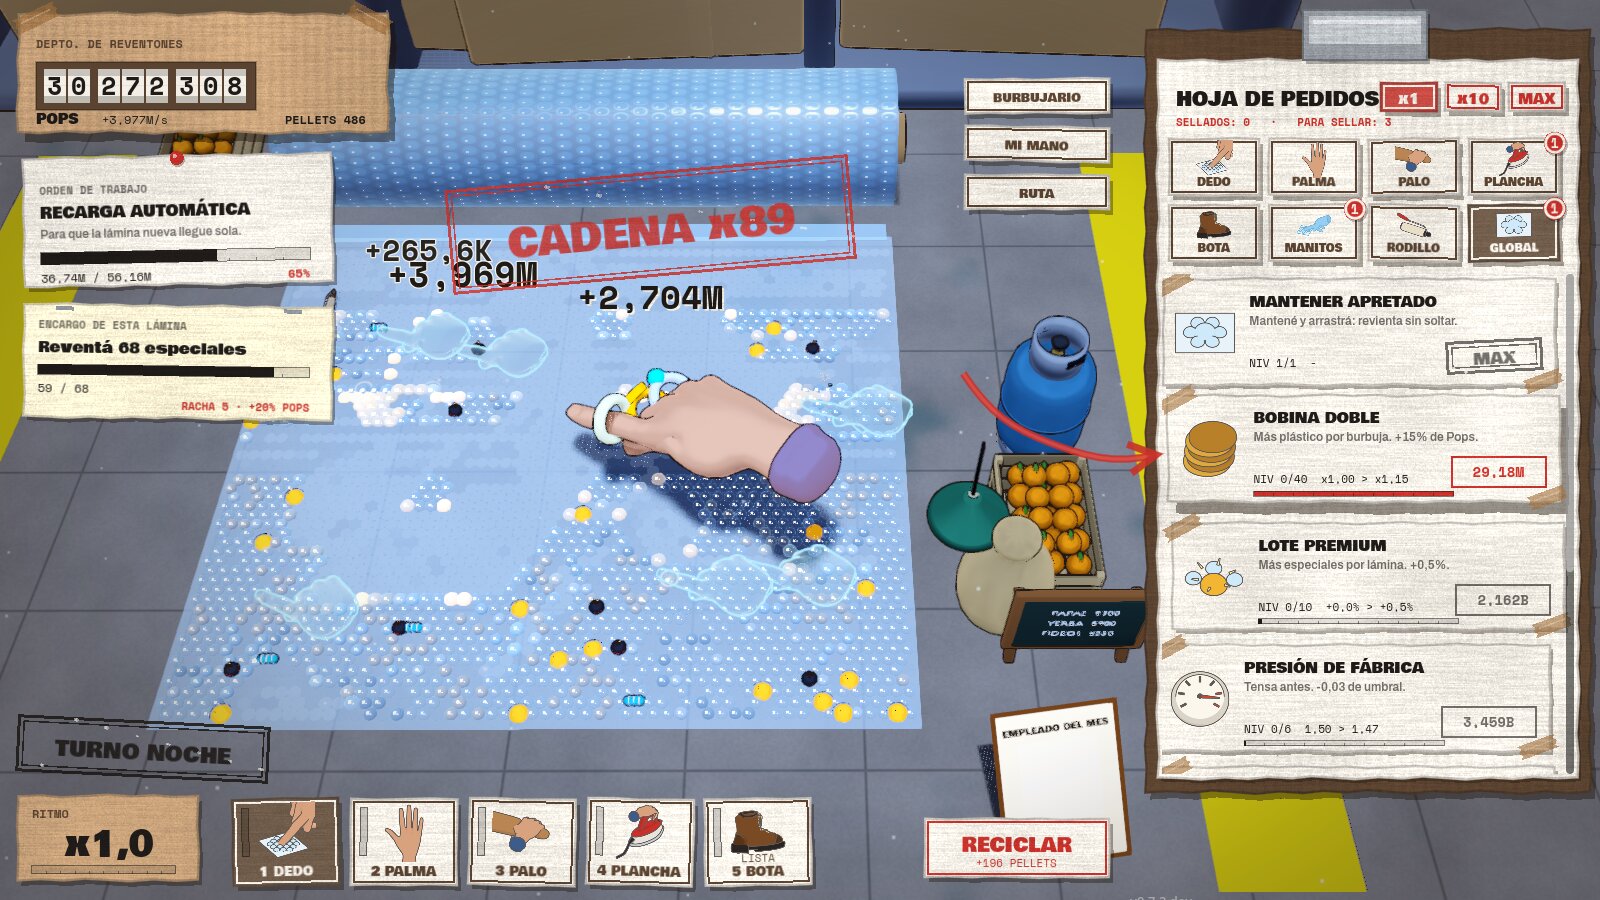 DEPTO. DE REVENTONES
30 272 308
POPS +3,977M/s PELLETS 486
ORDEN DE TRABAJO
RECARGA AUTOMÁTICA
Para que la lámina nueva llegue sola.
36,74M / 56,16M 65%
ENCARGO DE ESTA LÁMINA
Reventá 68 especiales
59 / 68
RACHA 5 · +20% POPS
CADENA x89
+265,6K
+3,969M
+2,704M
BURBUJARIO
MI MANO
RUTA
HOJA DE PEDIDOS x1 x10 MAX
SELLADOS: 0 · PARA SELLAR: 3
DEDO PALMA PALO PLANCHA 1
BOTA MANITOS 1 RODILLO GLOBAL 1
MANTENER APRETADO
Mantené y arrastrá: revienta sin soltar.
NIV 1/1 - MAX
BOBINA DOBLE
Más plástico por burbuja. +15% de Pops.
NIV 0/40 x1,00 > x1,15 29,18M
LOTE PREMIUM
Más especiales por lámina. +0,5%.
NIV 0/10 +0,0% > +0,5% 2,162B
PRESIÓN DE FÁBRICA
Tensa antes. -0,03 de umbral.
NIV 0/6 1,50 > 1,47 3,459B
EMPLEADO DEL MES
TURNO NOCHE
RITMO
x1,0
1 DEDO
2 PALMA
3 PALO
4 PLANCHA
LISTA
5 BOTA
RECICLAR
+196 PELLETS